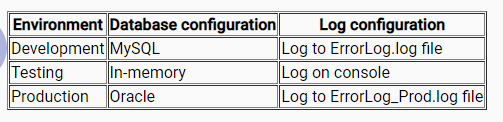 Environment Database configuration Log configuration
Development MySQL Log to ErrorLog.log file
Testing In-memory Log on console
Production Oracle Log to ErrorLog_Prod.log file